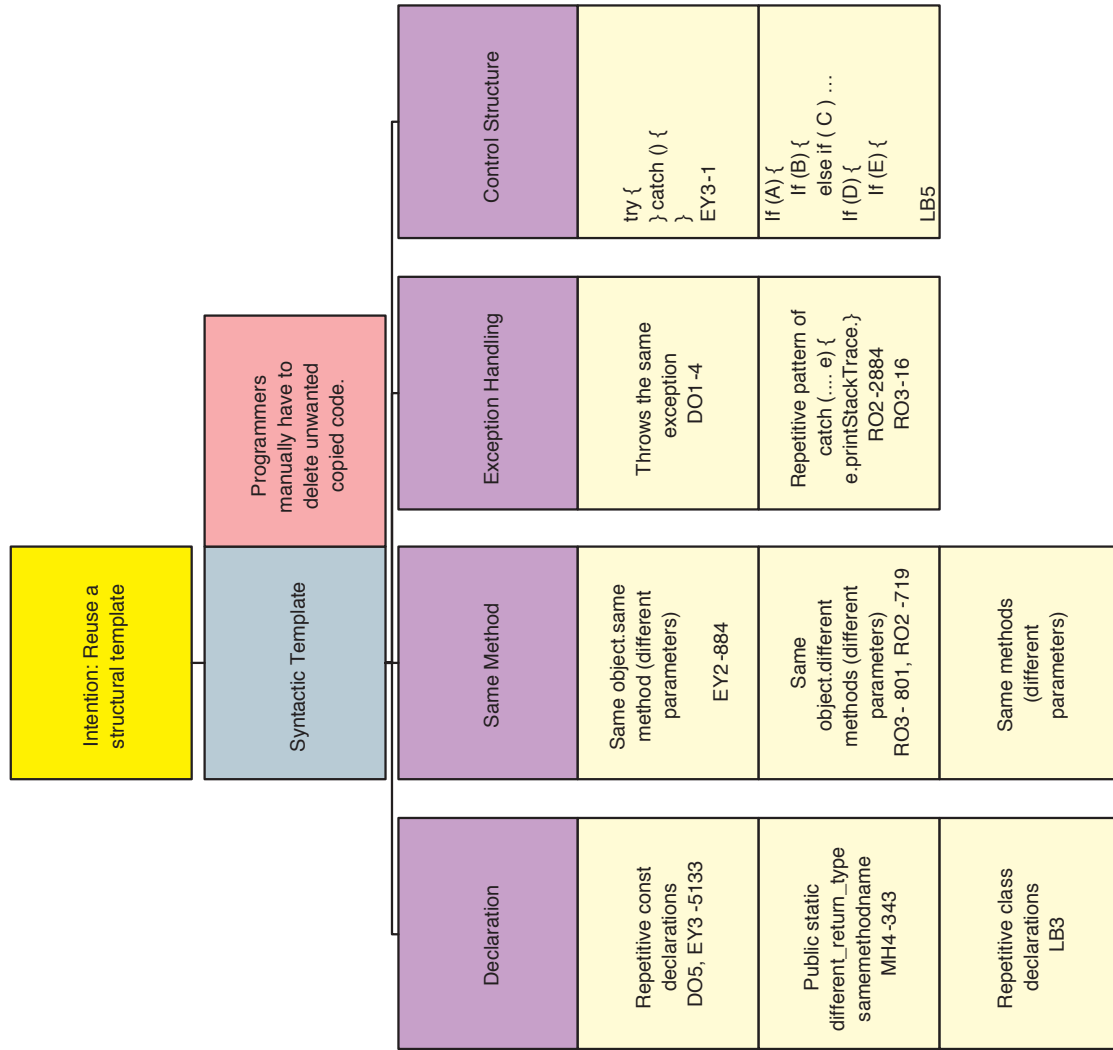 Intention: Reuse a
structural template
Syntactic Template
Programmers
manually have to
delete unwanted
copied code.
Declaration
Repetitive const
declarations
DO5, EY3 -5133
Public static
different_return_type
samemethodname
MH4 -343
Repetitive class
declarations
LB3
Same Method
Same object.same
method (different
parameters)
EY2 -884
Same
object.different
methods (different
parameters)
RO3 - 801, RO2 -719
Same methods
(different
parameters)
Exception Handling
Throws the same
exception
DO1 -4
Repetitive pattern of
catch (.... e) {
e.printStackTrace.}
RO2 -2884
RO3 -16
Control Structure
try {
} catch () {
}
EY3 -1
If (A) {
If (B) {
else if ( C ) ...
If (D) {
If (E) {
LB5